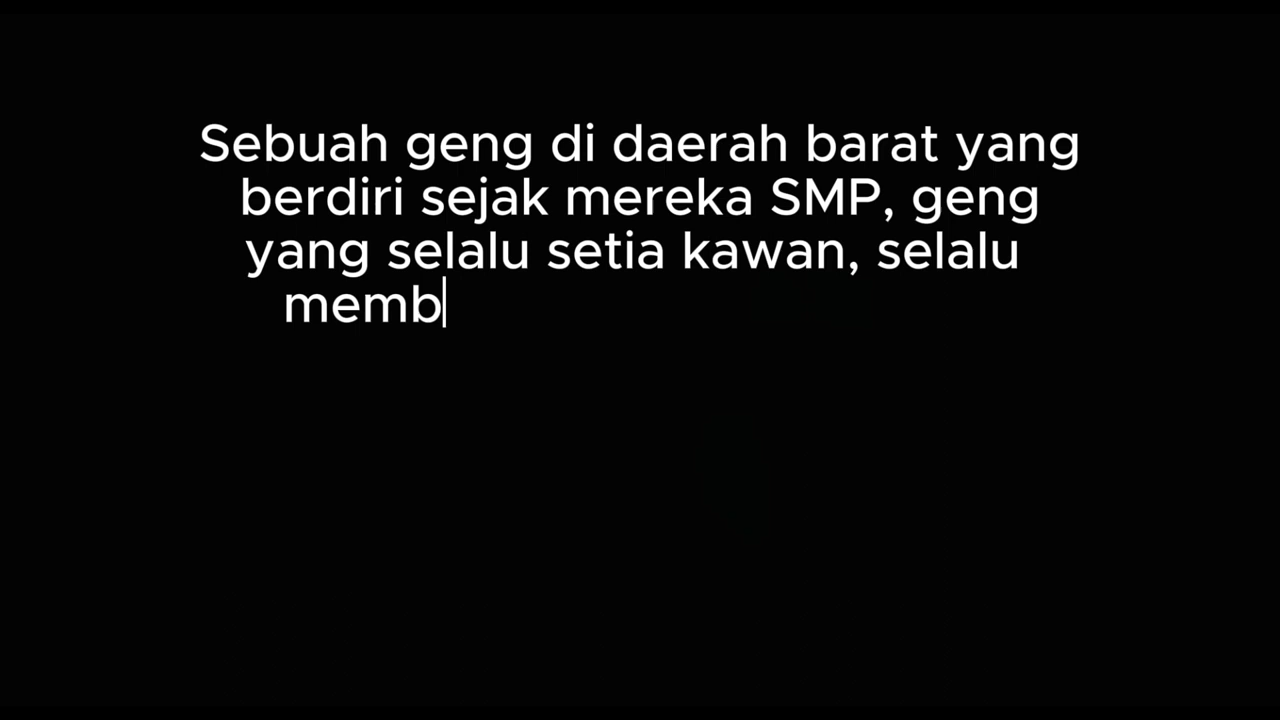 Sebuah geng di daerah barat yang
berdiri sejak mereka SMP, geng
yang selalu setia kawan, selalu
memb